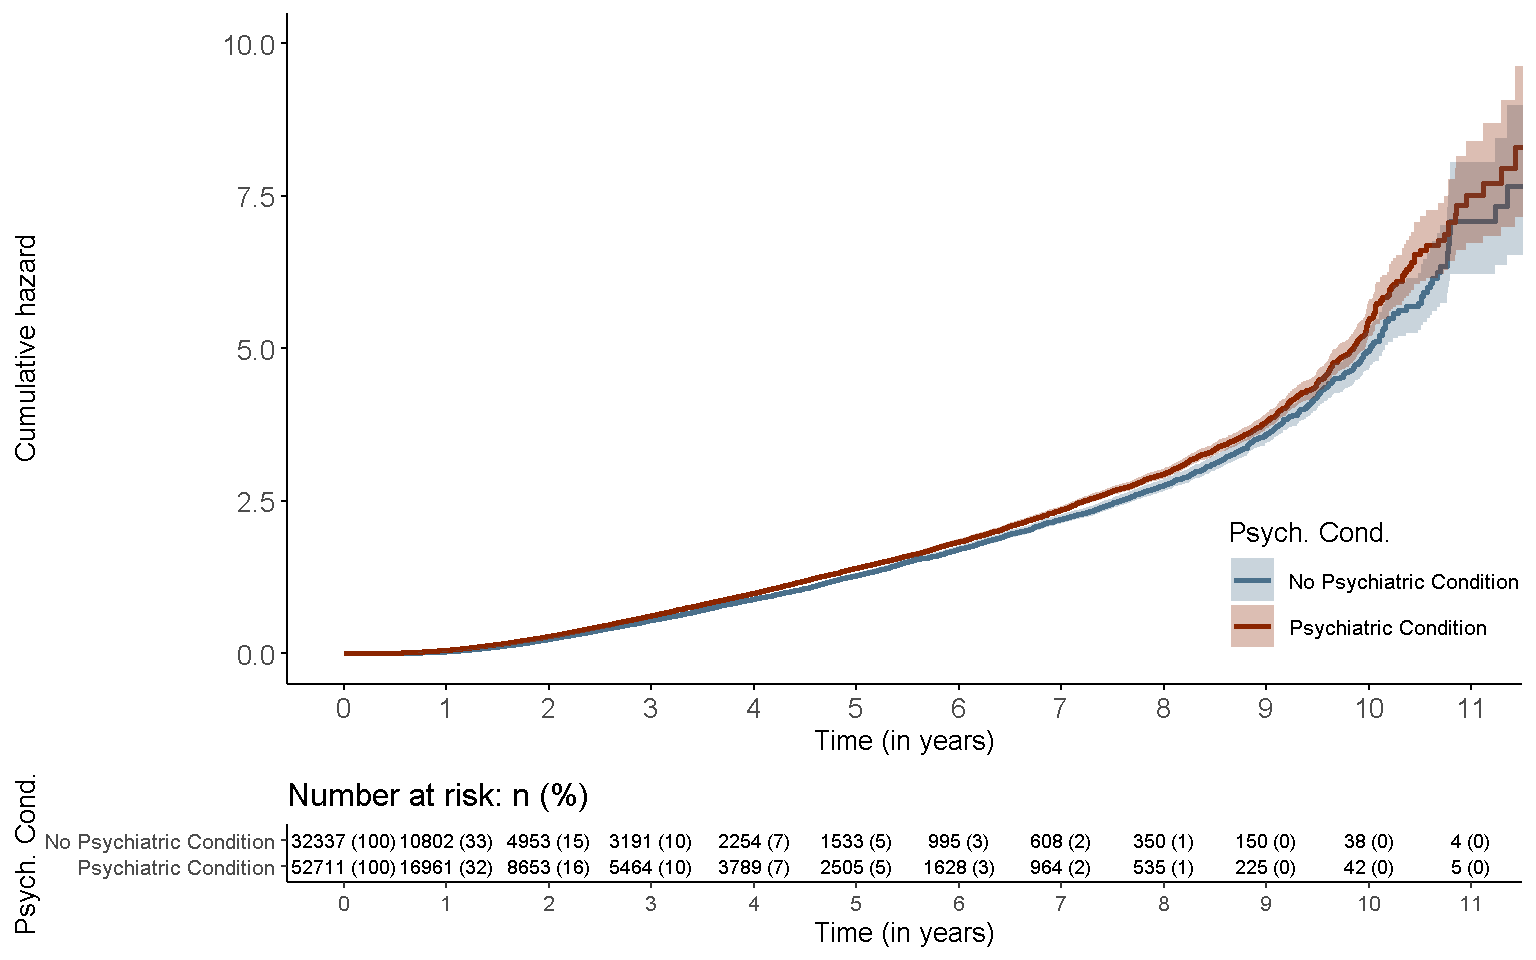 10.0
7.5
5.0
2.5
0.0
Cumulative hazard
Psych. Cond.
No Psychiatric Condition
Psychiatric Condition
0 1 2 3 4 5 6 7 8 9 10 11
Time (in years)
Number at risk: n (%)
Psych. Cond.
No Psychiatric Condition 32337 (100) 10802 (33) 4953 (15) 3191 (10) 2254 (7) 1533 (5) 995 (3) 608 (2) 350 (1) 150 (0) 38 (0) 4 (0)
Psychiatric Condition 52711 (100) 16961 (32) 8653 (16) 5464 (10) 3789 (7) 2505 (5) 1628 (3) 964 (2) 535 (1) 225 (0) 42 (0) 5 (0)
0 1 2 3 4 5 6 7 8 9 10 11
Time (in years)